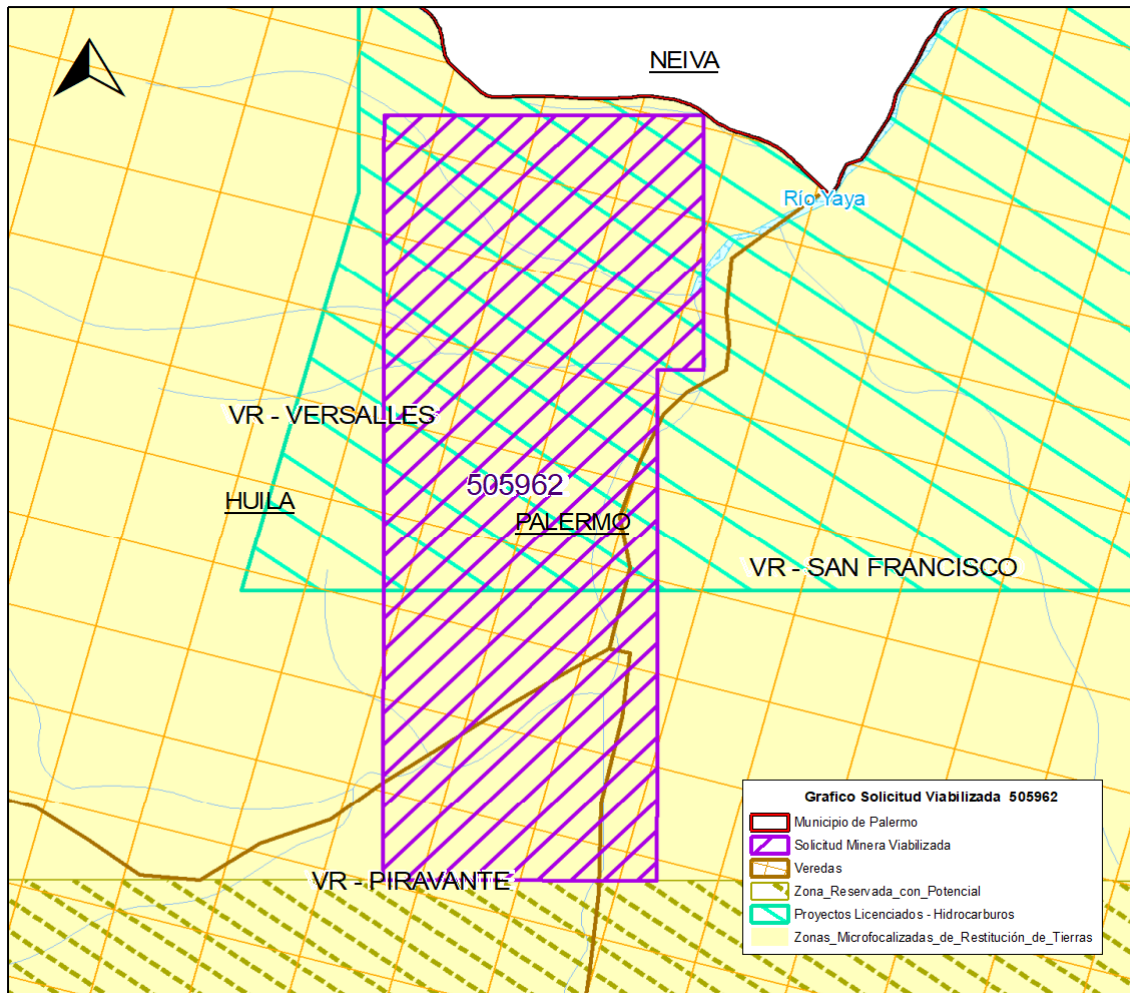 NEIVA
Río Yaya
VR - VERSALLES
505962
HUILA
PALERMO
VR - SAN FRANCISCO
VR - PIRAVANTE
Grafico Solicitud Viabilizada 505962
Municipio de Palermo
Solicitud Minera Viabilizada
Veredas
Zona_Reservada_con_Potencial
Proyectos Licenciados - Hidrocarburos
Zonas_Microfocalizadas_de_Restitución_de_Tierras